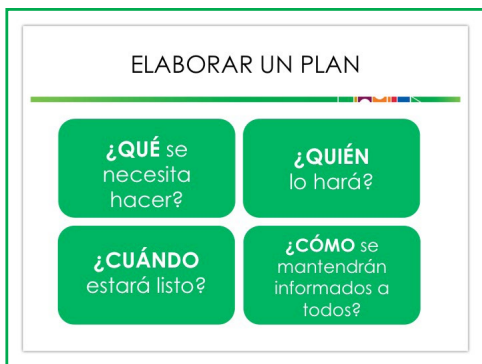 ELABORAR UN PLAN
¿QUÉ se
necesita
hacer?
¿QUIÉN
lo hará?
¿CUÁNDO
estará listo?
¿CÓMO se
mantendrán
informados a
todos?